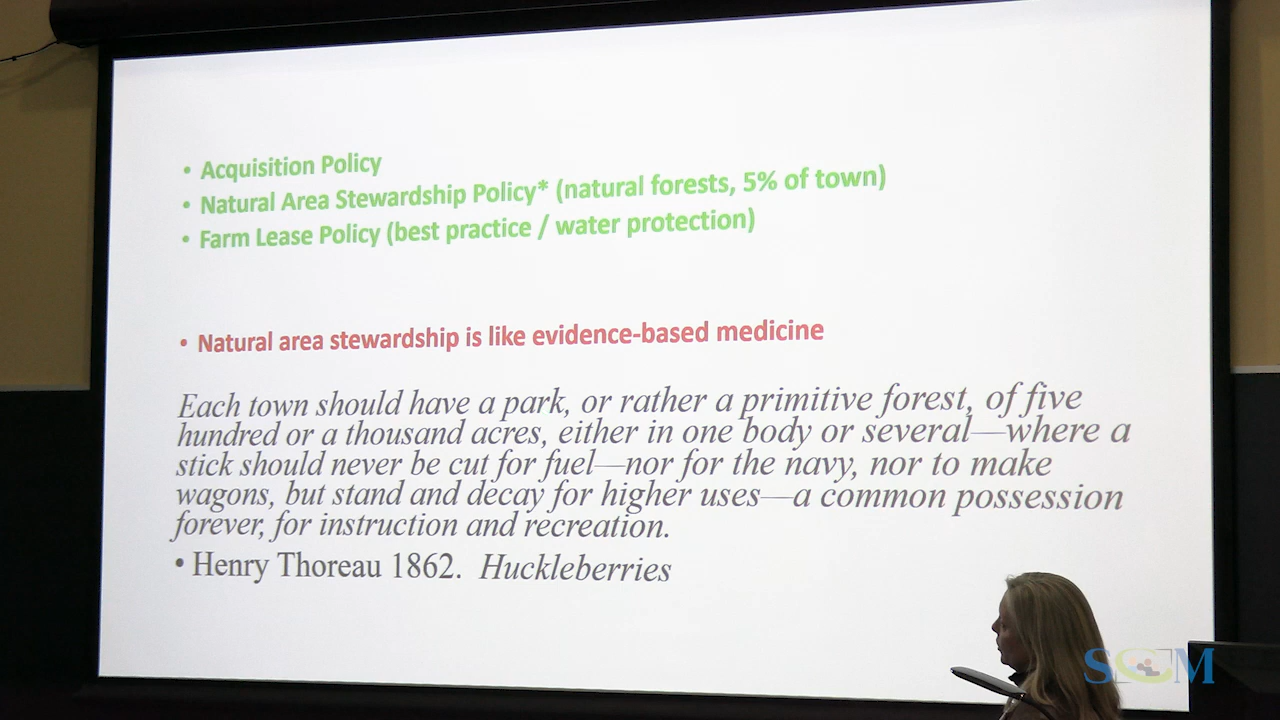 • Acquisition Policy
• Natural Area Stewardship Policy* (natural forests, 5% of town)
• Farm Lease Policy (best practice / water protection)
• Natural area stewardship is like evidence-based medicine
Each town should have a park, or rather a primitive forest, of five
hundred or a thousand acres, either in one body or several—where a
stick should never be cut for fuel—nor for the navy, nor to make
wagons, but stand and decay for higher uses—a common possession
forever, for instruction and recreation.
• Henry Thoreau 1862. Huckleberries
SCM